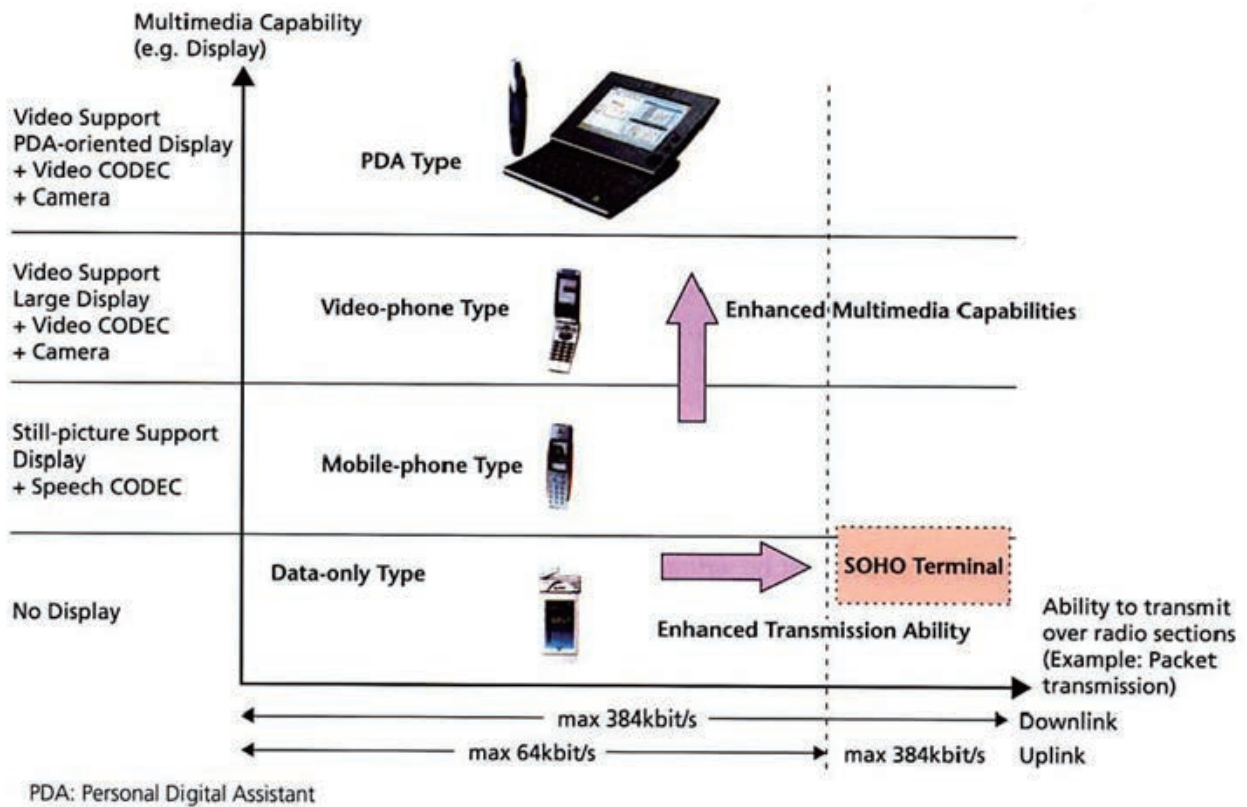 Multimedia Capability
(e.g. Display)
Video Support
PDA-oriented Display
+ Video CODEC
+ Camera
PDA Type
Video Support
Large Display
+ Video CODEC
+ Camera
Video-phone Type
Enhanced Multimedia Capabilities
Still-picture Support
Display
+ Speech CODEC
Mobile-phone Type
Data-only Type
SOHO Terminal
No Display
Enhanced Transmission Ability
Ability to transmit
over radio sections
(Example: Packet
transmission)
max 384kbit/s
Downlink
max 64kbit/s
max 384kbit/s
Uplink
PDA: Personal Digital Assistant